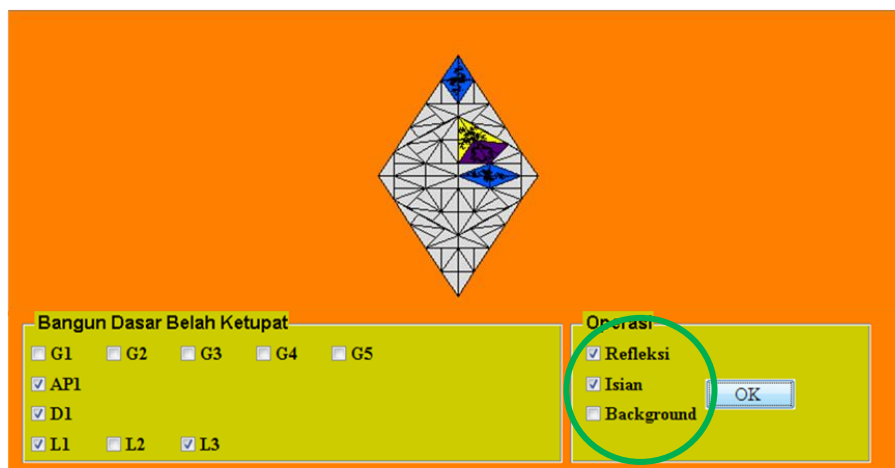 Bangun Dasar Belah Ketupat
G1 G2 G3 G4 G5
AP1
D1
L1 L2 L3
Operasi
Refleksi
Isian
Background
OK